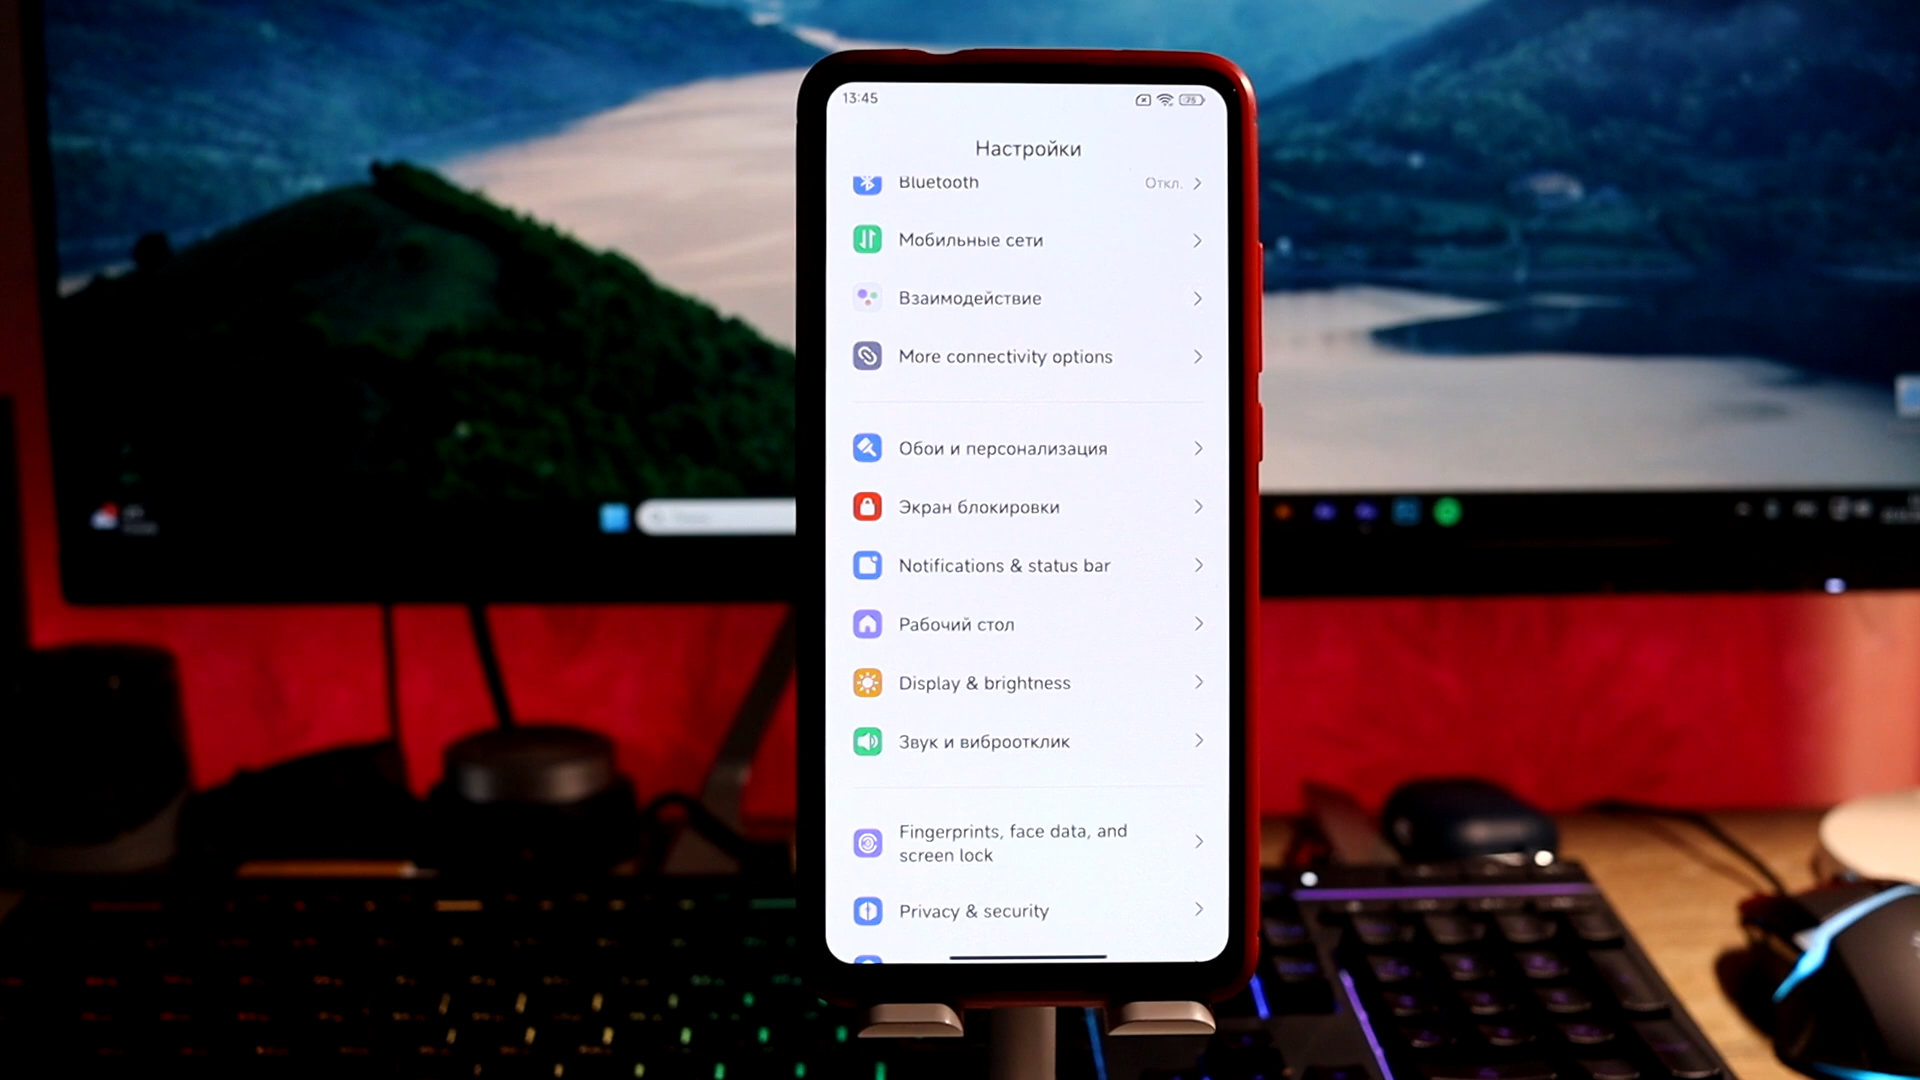 13:45
75
Настройки
Bluetooth
Откл.
Мобильные сети
Взаимодействие
More connectivity options
Обои и персонализация
Экран блокировки
Notifications & status bar
Рабочий стол
Display & brightness
Звук и виброотклик
Fingerprints, face data, and
screen lock
Privacy & security